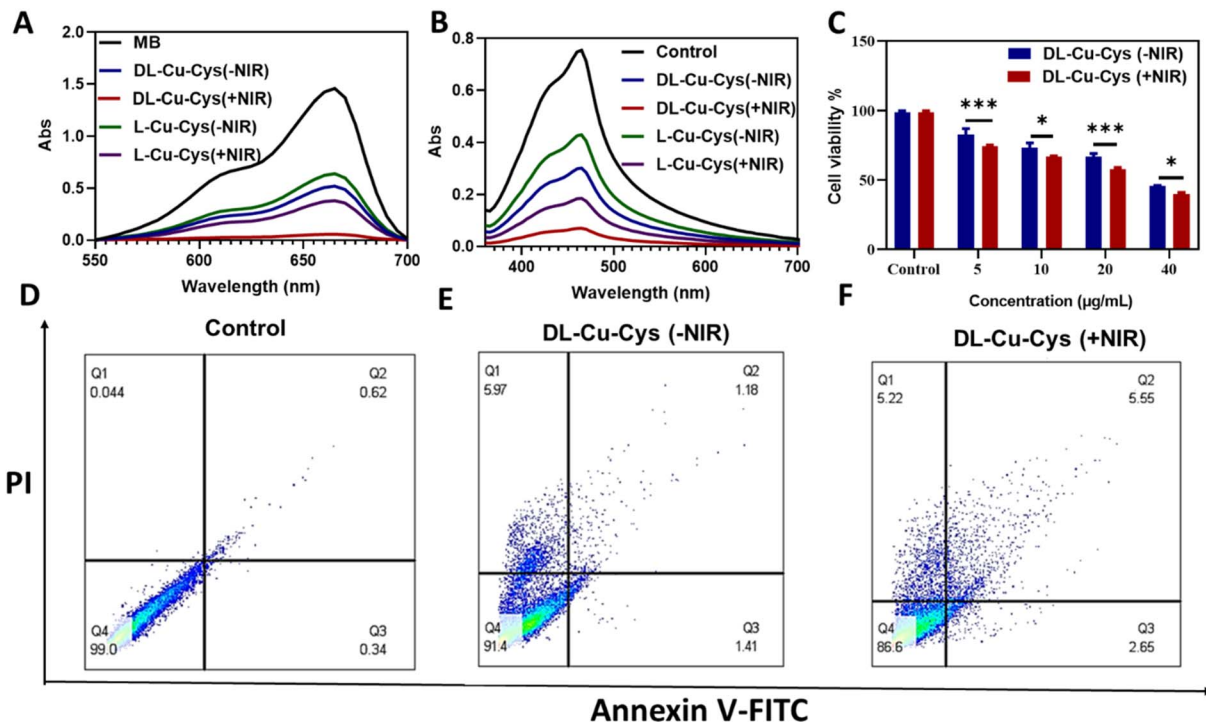 A
2.0
1.5
1.0
0.5
0.0
Abs
MB
DL-Cu-Cys(-NIR)
DL-Cu-Cys(+NIR)
L-Cu-Cys(-NIR)
L-Cu-Cys(+NIR)
550
600
650
700
Wavelength (nm)
B
0.8
0.6
0.4
0.2
0.0
Abs
Control
DL-Cu-Cys(-NIR)
DL-Cu-Cys(+NIR)
L-Cu-Cys(-NIR)
L-Cu-Cys(+NIR)
400
500
600
700
Wavelength (nm)
C
150
100
50
0
Cell viability %
DL-Cu-Cys (-NIR)
DL-Cu-Cys (+NIR)
***
*
***
*
Control
5
10
20
40
Concentration (µg/mL)
D
Control
Q1
0.044
Q2
0.62
Q4
99.0
Q3
0.34
E
DL-Cu-Cys (-NIR)
Q1
5.97
Q2
1.18
Q4
91.4
Q3
1.41
F
DL-Cu-Cys (+NIR)
Q1
5.22
Q2
5.55
Q4
86.6
Q3
2.65
PI
Annexin V-FITC